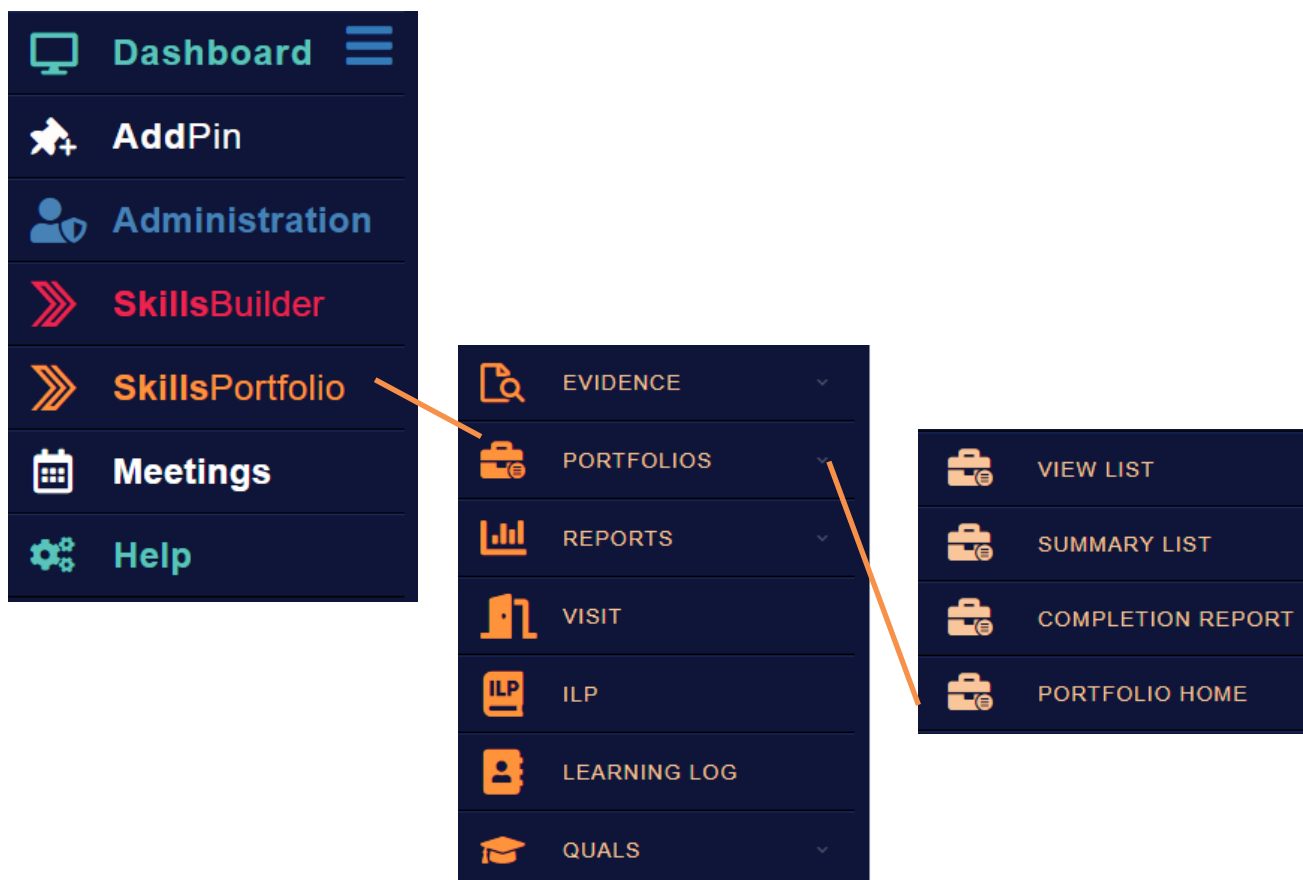 Dashboard
AddPin
Administration
SkillsBuilder
SkillsPortfolio
Meetings
Help
EVIDENCE
PORTFOLIOS
REPORTS
VISIT
ILP
ILP
LEARNING LOG
QUALS
VIEW LIST
SUMMARY LIST
COMPLETION REPORT
PORTFOLIO HOME